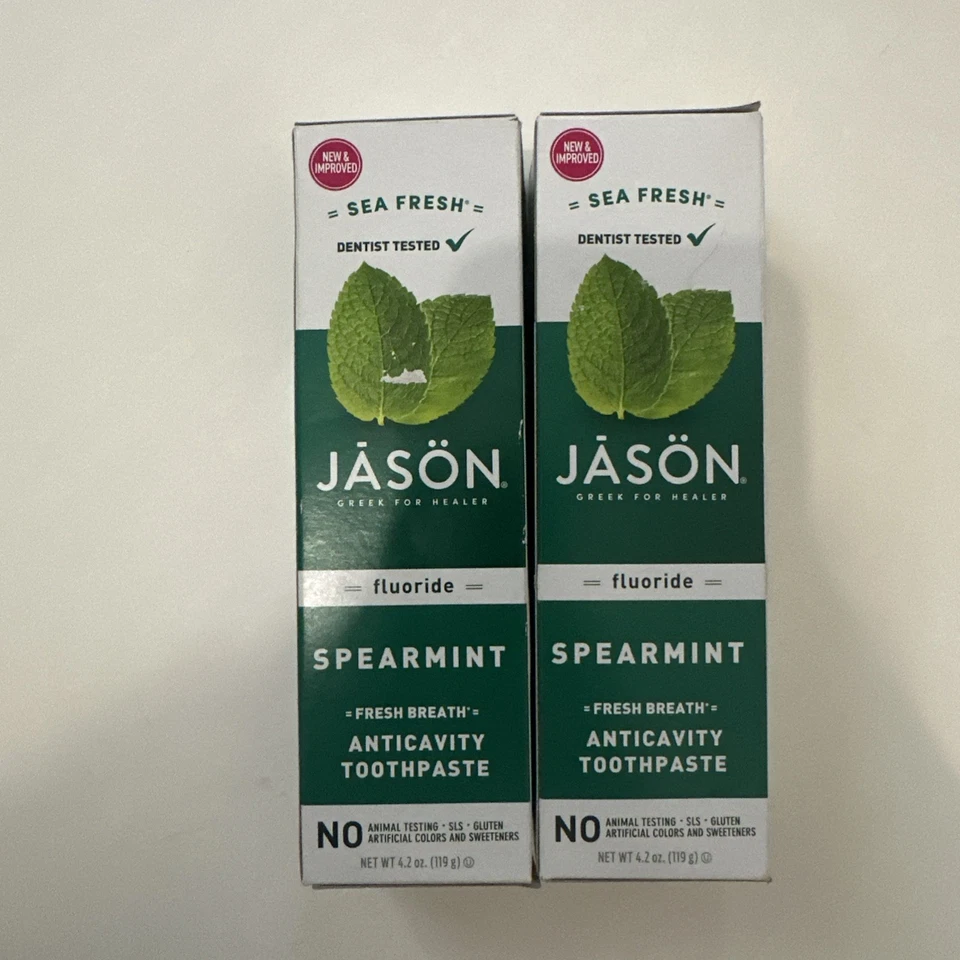 NEW &
IMPROVED
= SEA FRESH® =
DENTIST TESTED ✓
JĀSÖN®
GREEK FOR HEALER
= fluoride =
SPEARMINT
= FRESH BREATH* =
ANTICAVITY
TOOTHPASTE
NO ANIMAL TESTING • SLS • GLUTEN
ARTIFICIAL COLORS AND SWEETENERS
NET WT 4.2 oz. (119 g)
NEW &
IMPROVED
= SEA FRESH® =
DENTIST TESTED ✓
JĀSÖN®
GREEK FOR HEALER
= fluoride =
SPEARMINT
= FRESH BREATH* =
ANTICAVITY
TOOTHPASTE
NO ANIMAL TESTING • SLS • GLUTEN
ARTIFICIAL COLORS AND SWEETENERS
NET WT 4.2 oz. (119 g)